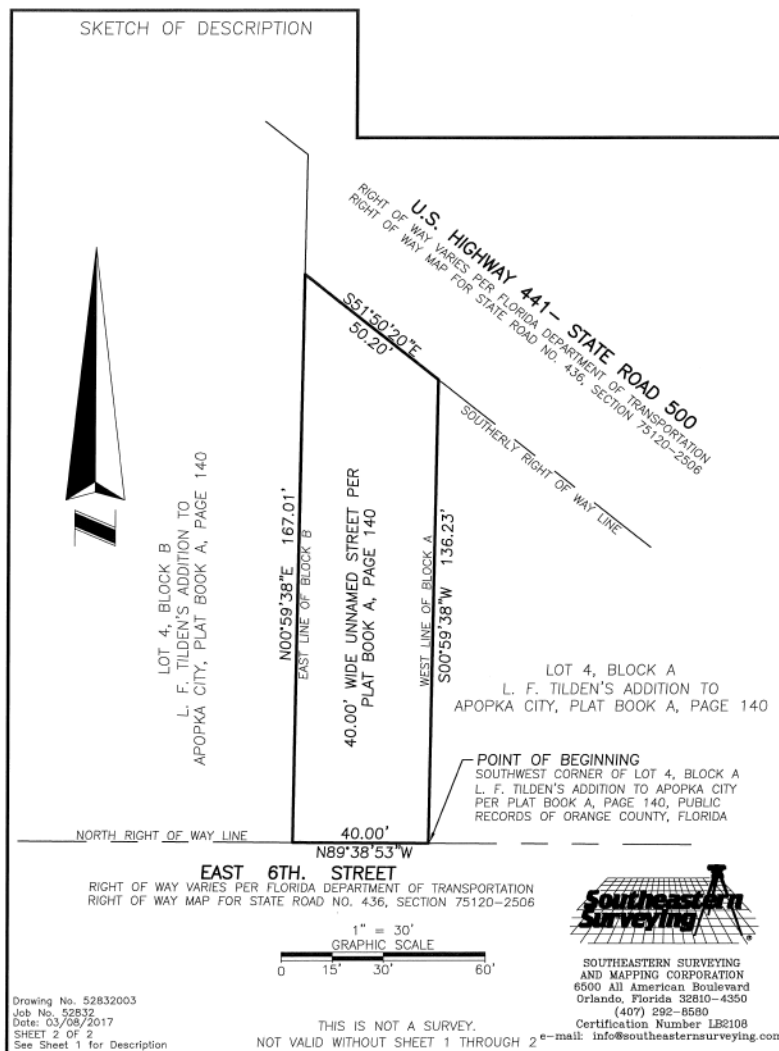 SKETCH OF DESCRIPTION
U.S. HIGHWAY 441— STATE ROAD 500
RIGHT OF WAY VARIES PER FLORIDA DEPARTMENT OF TRANSPORTATION
RIGHT OF WAY MAP FOR STATE ROAD NO. 436, SECTION 75120-2506
S51°50'20"E
50.20'
SOUTHERLY RIGHT OF WAY LINE
LOT 4, BLOCK B
L. F. TILDEN'S ADDITION TO
APOPKA CITY, PLAT BOOK A, PAGE 140
N00°59'38"E 167.01'
EAST LINE OF BLOCK B
40.00' WIDE UNNAMED STREET PER
PLAT BOOK A, PAGE 140
WEST LINE OF BLOCK A
S00°59'38"W 136.23'
LOT 4, BLOCK A
L. F. TILDEN'S ADDITION TO
APOPKA CITY, PLAT BOOK A, PAGE 140
POINT OF BEGINNING
SOUTHWEST CORNER OF LOT 4, BLOCK A
L. F. TILDEN'S ADDITION TO APOPKA CITY
PER PLAT BOOK A, PAGE 140, PUBLIC
RECORDS OF ORANGE COUNTY, FLORIDA
NORTH RIGHT OF WAY LINE
40.00'
N89°38'53"W
EAST 6TH. STREET
RIGHT OF WAY VARIES PER FLORIDA DEPARTMENT OF TRANSPORTATION
RIGHT OF WAY MAP FOR STATE ROAD NO. 436, SECTION 75120-2506
1" = 30'
GRAPHIC SCALE
0 15' 30' 60'
Southeastern
Surveying
®
SOUTHEASTERN SURVEYING
AND MAPPING CORPORATION
6500 All American Boulevard
Orlando, Florida 32810-4350
(407) 292-8580
Certification Number LB2108
e-mail: info@southeasternsurveying.com
Drawing No. 52832003
Job No. 52832
Date: 03/08/2017
SHEET 2 OF 2
See Sheet 1 for Description
THIS IS NOT A SURVEY.
NOT VALID WITHOUT SHEET 1 THROUGH 2